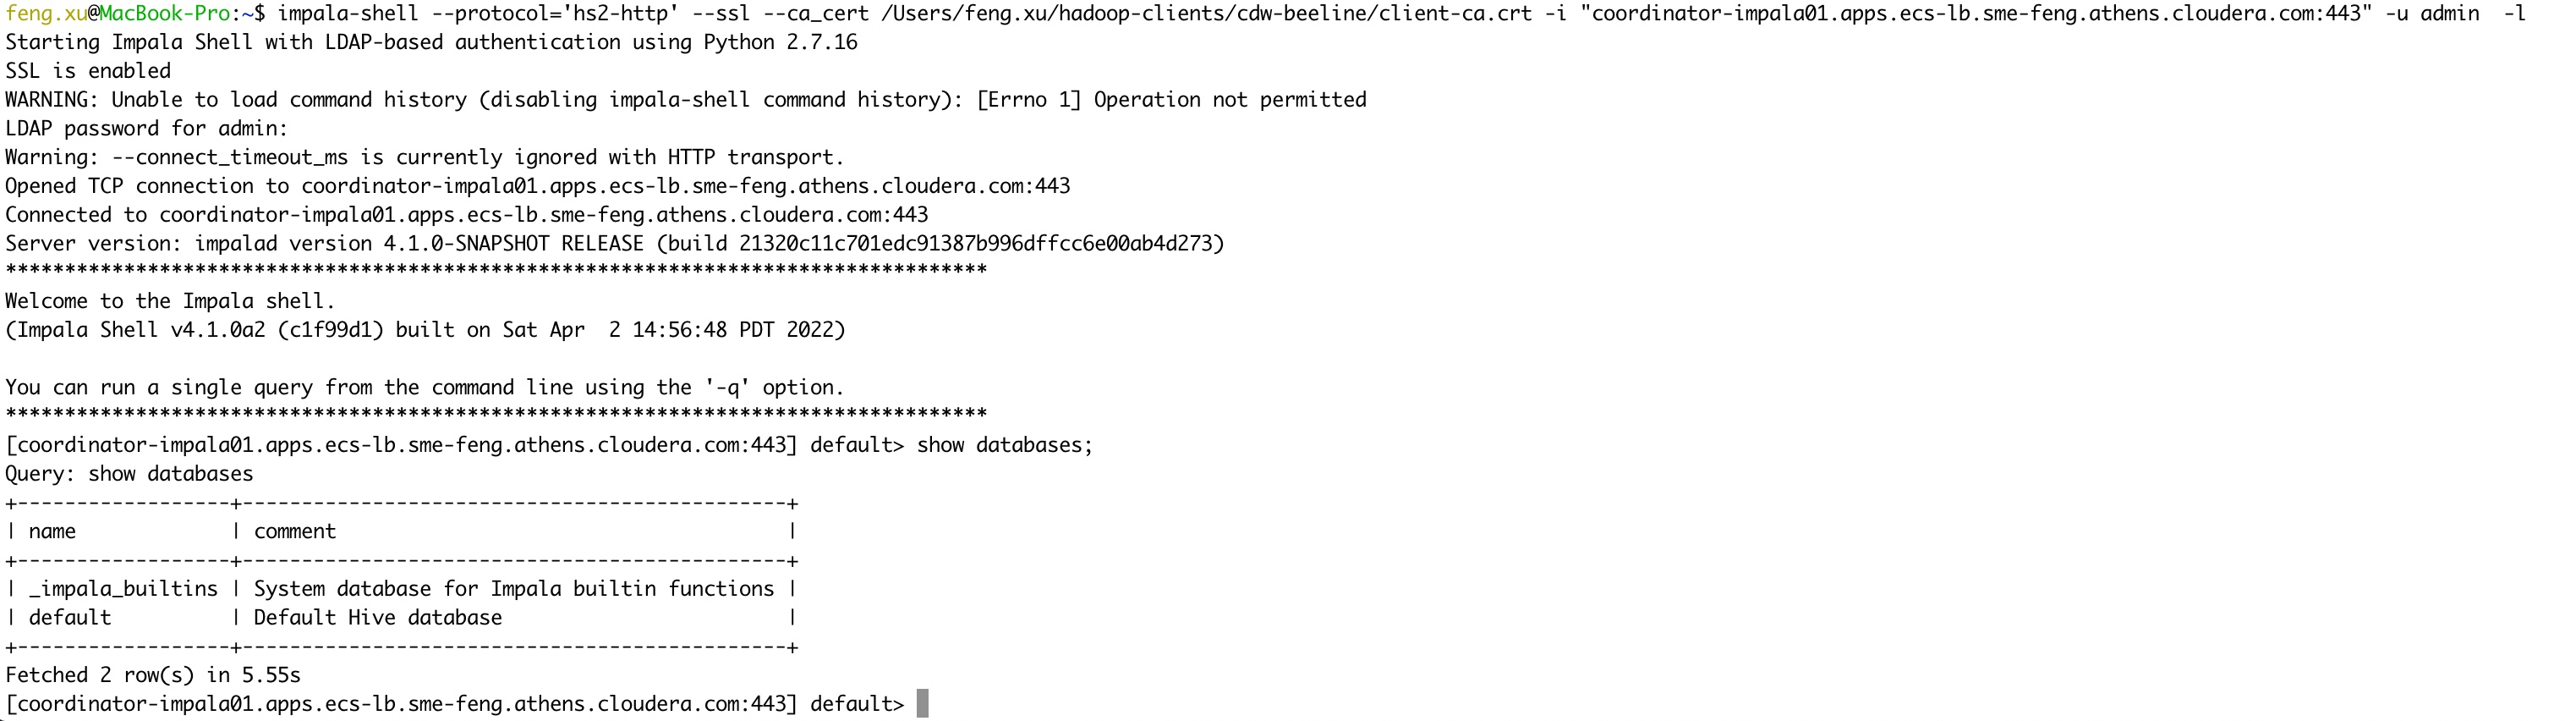 feng.xu@MacBook-Pro:~$ impala-shell --protocol='hs2-http' --ssl --ca_cert /Users/feng.xu/hadoop-clients/cdw-beeline/client-ca.crt -i "coordinator-impala01.apps.ecs-lb.sme-feng.athens.cloudera.com:443" -u admin  -l
Starting Impala Shell with LDAP-based authentication using Python 2.7.16
SSL is enabled
WARNING: Unable to load command history (disabling impala-shell command history): [Errno 1] Operation not permitted
LDAP password for admin:
Warning: --connect_timeout_ms is currently ignored with HTTP transport.
Opened TCP connection to coordinator-impala01.apps.ecs-lb.sme-feng.athens.cloudera.com:443
Connected to coordinator-impala01.apps.ecs-lb.sme-feng.athens.cloudera.com:443
Server version: impalad version 4.1.0-SNAPSHOT RELEASE (build 21320c11c701edc91387b996dffcc6e00ab4d273)
***********************************************************************************
Welcome to the Impala shell.
(Impala Shell v4.1.0a2 (c1f99d1) built on Sat Apr  2 14:56:48 PDT 2022)

You can run a single query from the command line using the '-q' option.
***********************************************************************************
[coordinator-impala01.apps.ecs-lb.sme-feng.athens.cloudera.com:443] default> show databases;
Query: show databases
+------------------+----------------------------------------------+
| name             | comment                                      |
+------------------+----------------------------------------------+
| _impala_builtins | System database for Impala builtin functions |
| default          | Default Hive database                        |
+------------------+----------------------------------------------+
Fetched 2 row(s) in 5.55s
[coordinator-impala01.apps.ecs-lb.sme-feng.athens.cloudera.com:443] default>